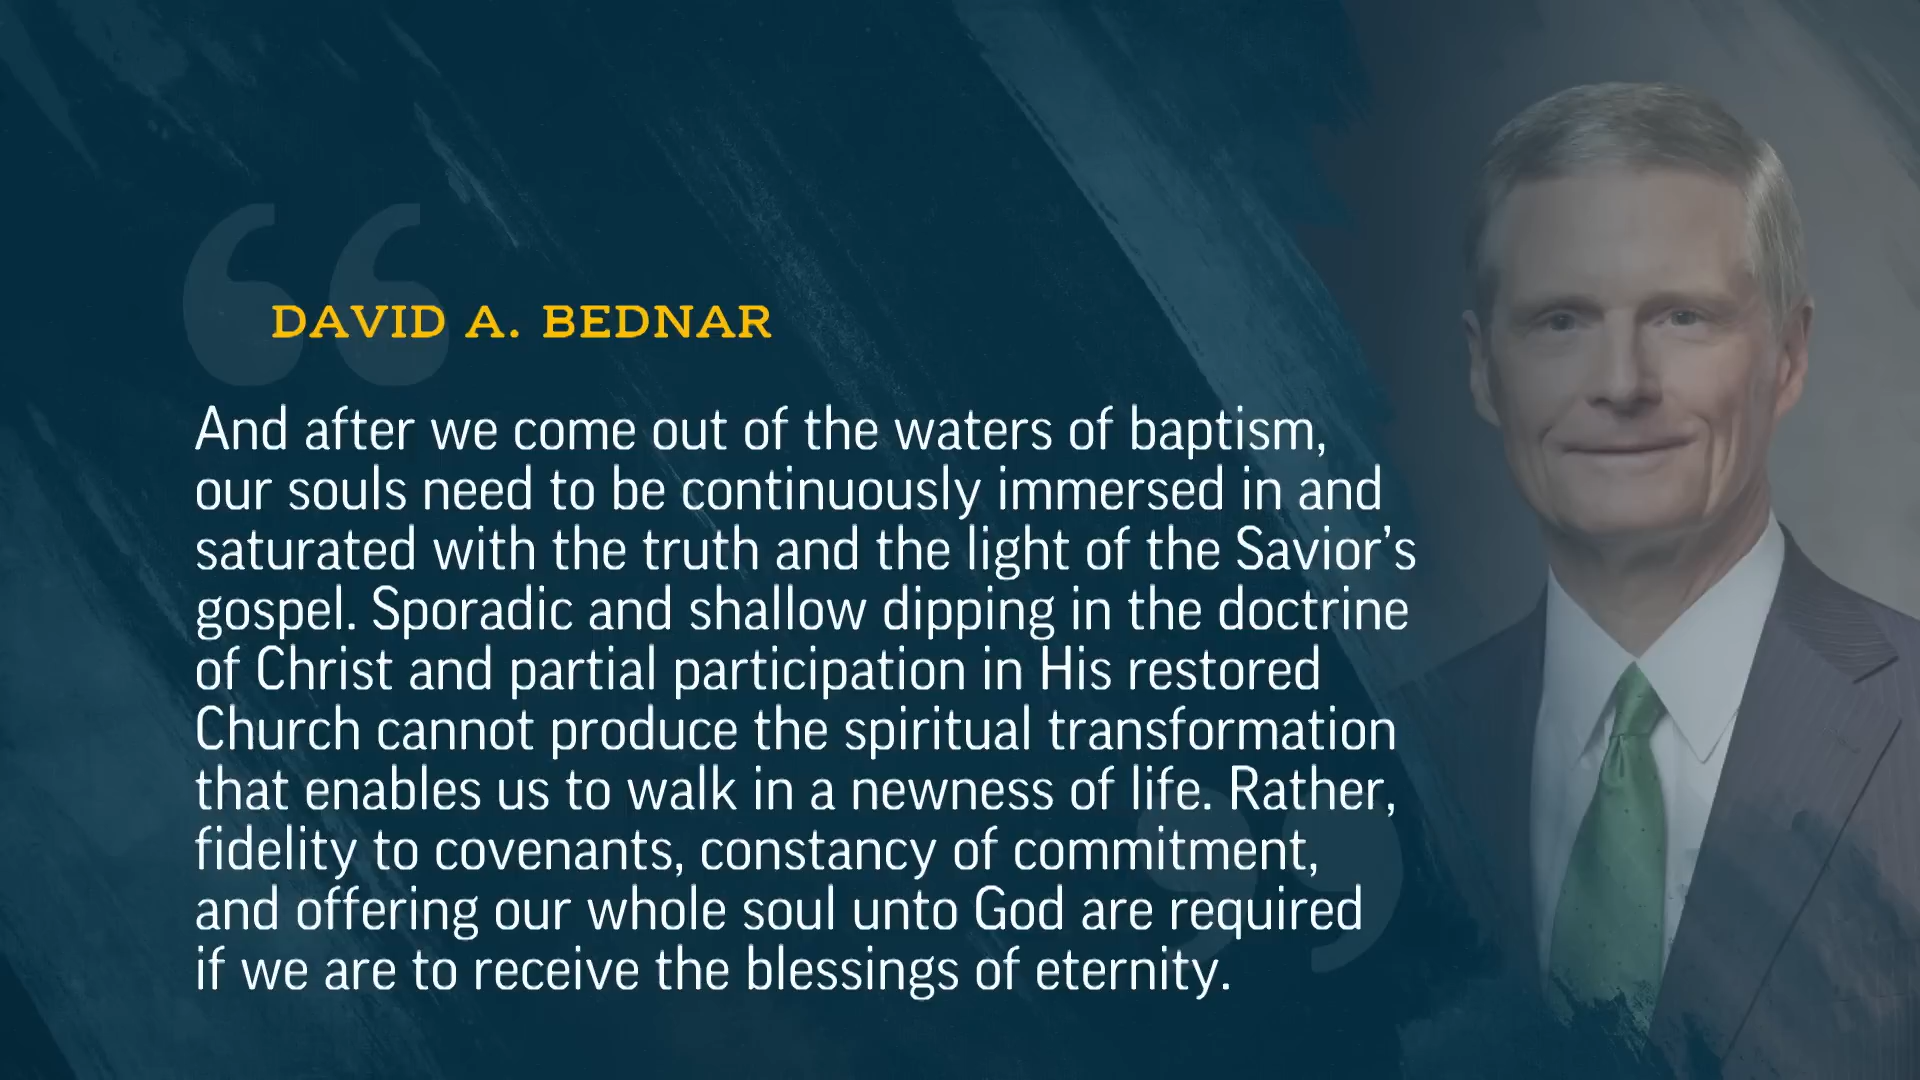 DAVID A. BEDNAR
And after we come out of the waters of baptism,
our souls need to be continuously immersed in and
saturated with the truth and the light of the Savior’s
gospel. Sporadic and shallow dipping in the doctrine
of Christ and partial participation in His restored
Church cannot produce the spiritual transformation
that enables us to walk in a newness of life. Rather,
fidelity to covenants, constancy of commitment,
and offering our whole soul unto God are required
if we are to receive the blessings of eternity.